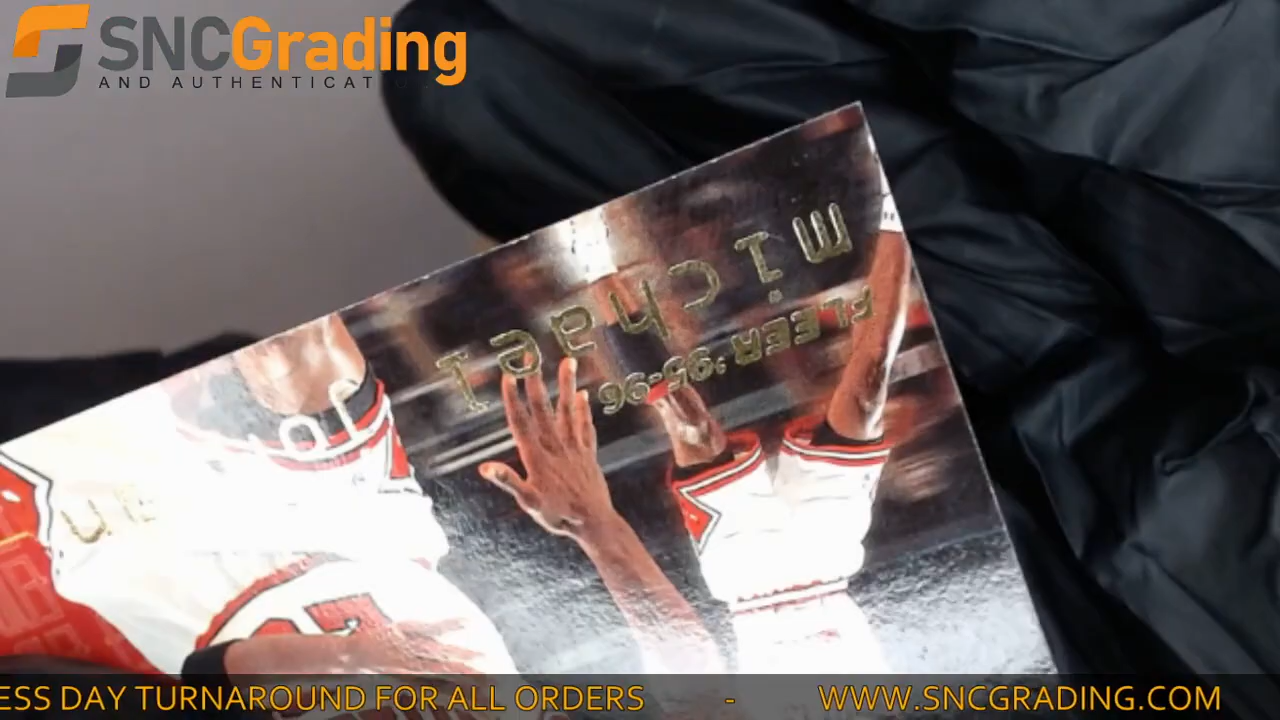 SNCGrading
AND AUTHENTICAT
michael
FLEER '95-96
ESS DAY TURNAROUND FOR ALL ORDERS - WWW.SNCGRADING.COM